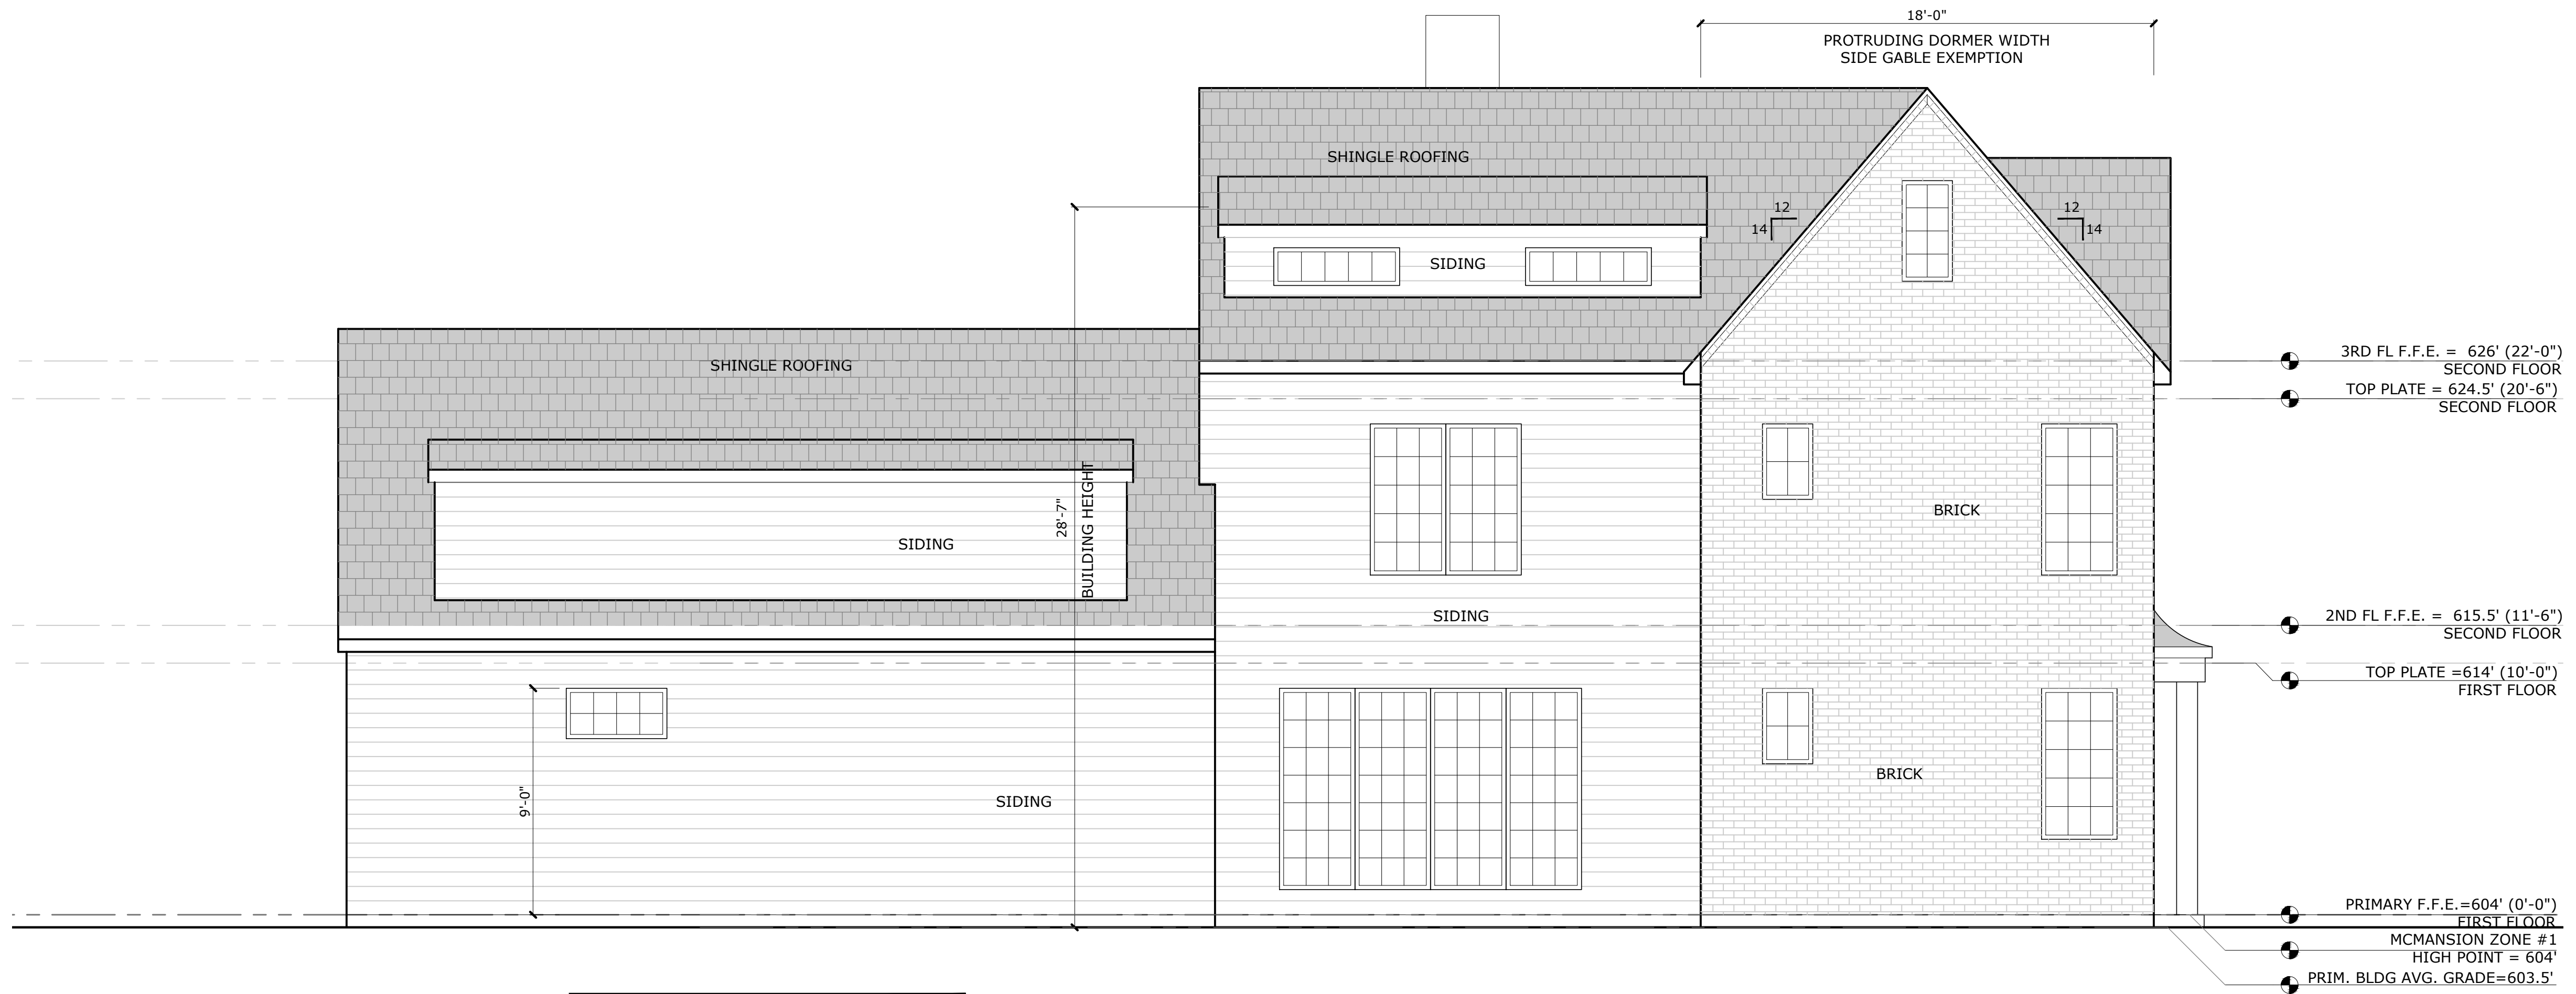 18'-0"
PROTRUDING DORMER WIDTH
SIDE GABLE EXEMPTION
SHINGLE ROOFING
12
14
12
14
SIDING
SHINGLE ROOFING
3RD FL F.F.E. =  626' (22'-0")
SECOND FLOOR
TOP PLATE = 624.5' (20'-6")
SECOND FLOOR
28'-7"
BUILDING HEIGHT
BRICK
SIDING
SIDING
2ND FL F.F.E. =  615.5' (11'-6")
SECOND FLOOR
TOP PLATE =614' (10'-0")
FIRST FLOOR
9'-0"
SIDING
BRICK
PRIMARY F.F.E.=604' (0'-0")
FIRST FLOOR
MCMANSION ZONE #1
HIGH POINT = 604'
PRIM. BLDG AVG. GRADE=603.5'